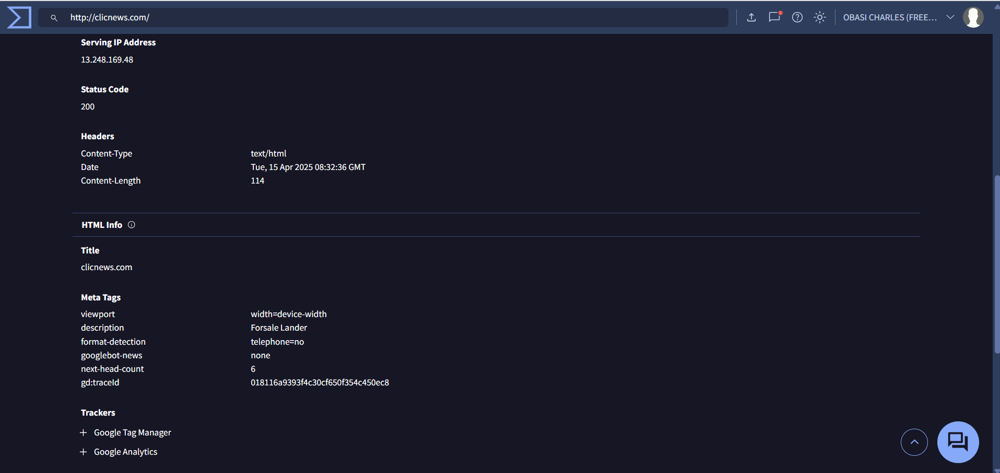 http://clicnews.com/
OBASI CHARLES (FREE...
Serving IP Address
13.248.169.48
Status Code
200
Headers
Content-Type text/html
Date Tue, 15 Apr 2025 08:32:36 GMT
Content-Length 114
HTML Info
Title
clicnews.com
Meta Tags
viewport width=device-width
description Forsale Lander
format-detection telephone=no
googlebot-news none
next-head-count 6
gd:traceId 018116a9393f4c30cf650f354c450ec8
Trackers
Google Tag Manager
Google Analytics